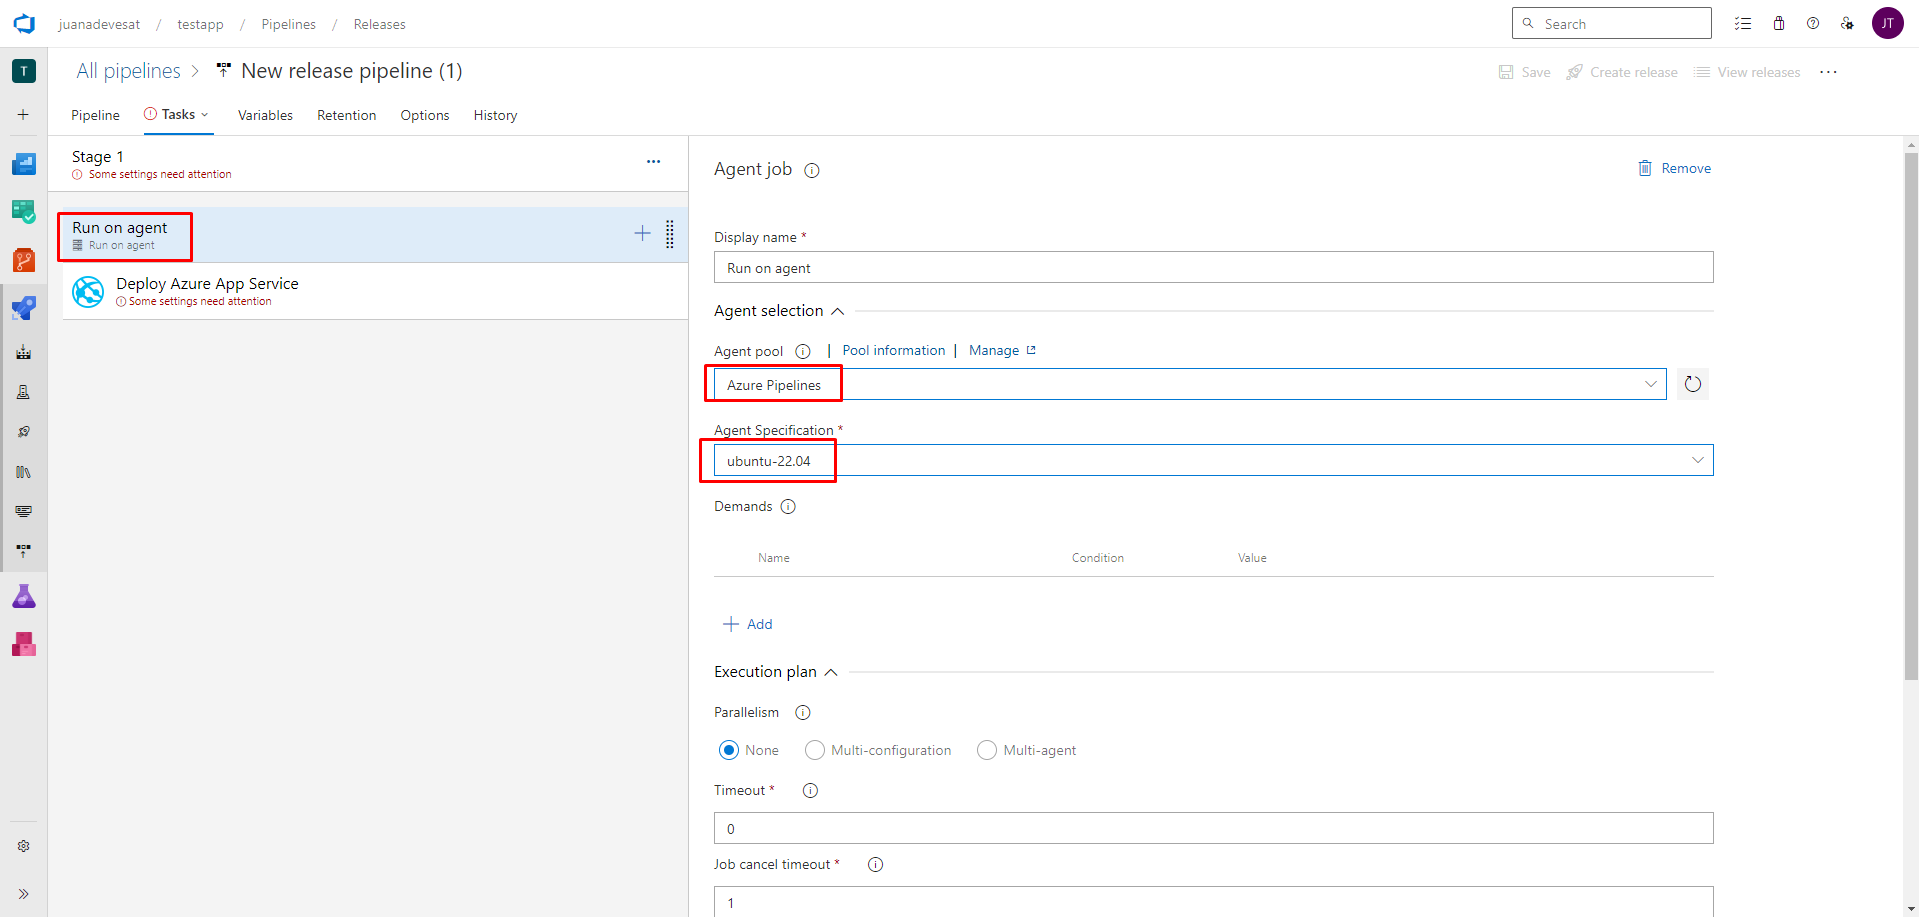 juanadevesat / testapp / Pipelines / Releases
Search
JT
T
All pipelines > New release pipeline (1)
Save Create release View releases ...
Pipeline Tasks Variables Retention Options History
Stage 1
Some settings need attention
Run on agent
Run on agent
Deploy Azure App Service
Some settings need attention
Agent job
Remove
Display name *
Run on agent
Agent selection
Agent pool | Pool information | Manage
Azure Pipelines
Agent Specification *
ubuntu-22.04
Demands
Name Condition Value
+ Add
Execution plan
Parallelism
None Multi-configuration Multi-agent
Timeout *
0
Job cancel timeout *
1